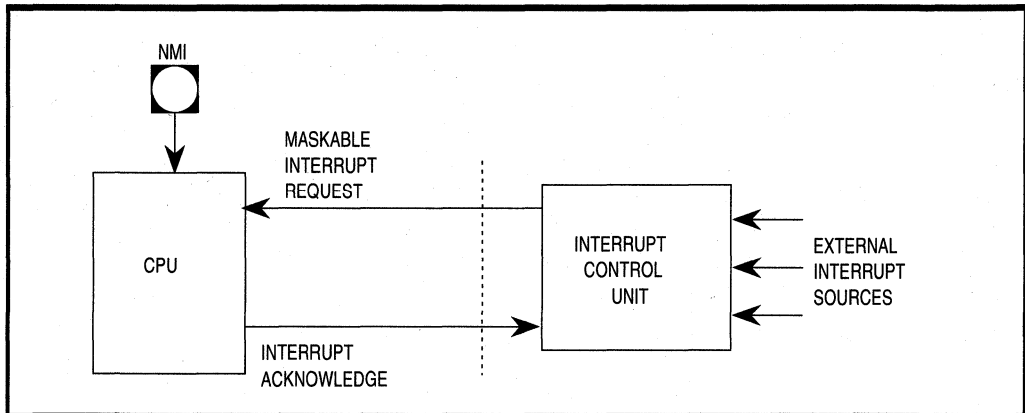 NMI
MASKABLE
INTERRUPT
REQUEST
CPU
INTERRUPT
CONTROL
UNIT
EXTERNAL
INTERRUPT
SOURCES
INTERRUPT
ACKNOWLEDGE